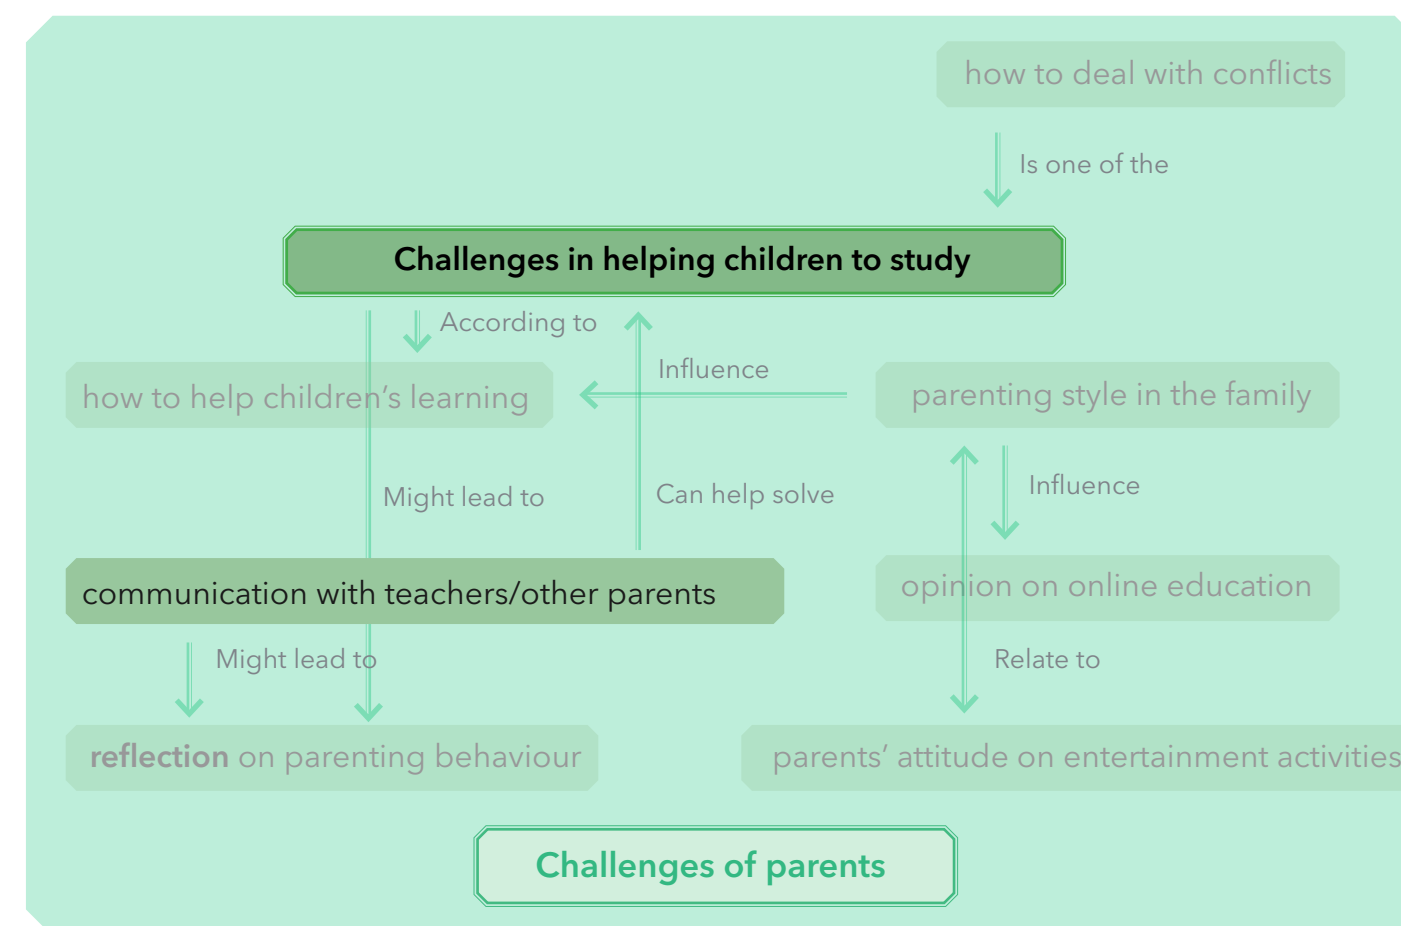 how to deal with conflicts
Is one of the
Challenges in helping children to study
According to
Influence
how to help children’s learning
parenting style in the family
Might lead to
Can help solve
Influence
communication with teachers/other parents
opinion on online education
Might lead to
Relate to
reflection on parenting behaviour
parents’ attitude on entertainment activities
Challenges of parents